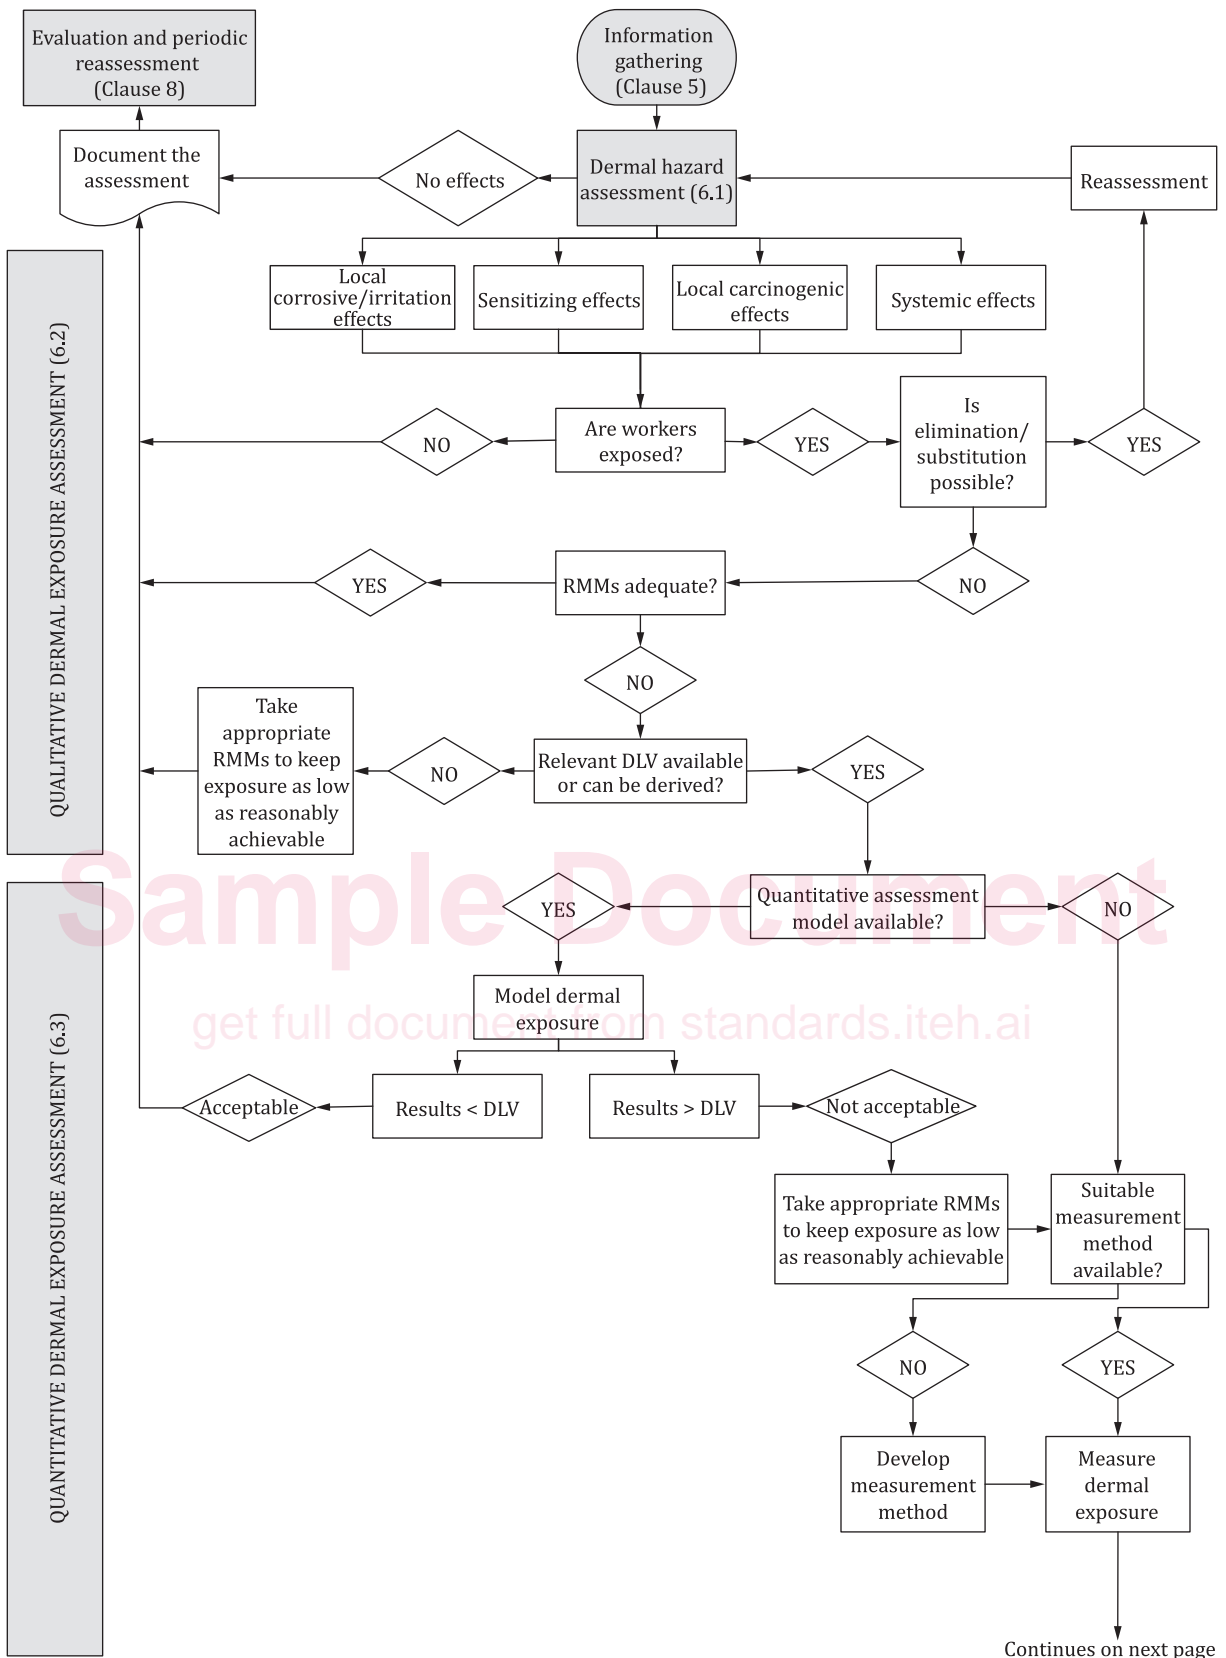 Evaluation and periodic
reassessment
(Clause 8)
Information
gathering
(Clause 5)
Document the
assessment
No effects
Dermal hazard
assessment (6.1)
Reassessment
QUALITATIVE DERMAL EXPOSURE ASSESSMENT (6.2)
Local
corrosive/irritation
effects
Sensitizing effects
Local carcinogenic
effects
Systemic effects
NO
Are workers
exposed?
YES
Is
elimination/
substitution
possible?
YES
YES
RMMs adequate?
NO
NO
Take
appropriate
RMMs to keep
exposure as low
as reasonably
achievable
NO
Relevant DLV available
or can be derived?
YES
Sample Document
get full document from standards.iteh.ai
QUANTITATIVE DERMAL EXPOSURE ASSESSMENT (6.3)
YES
Quantitative assessment
model available?
NO
Model dermal
exposure
Acceptable
Results < DLV
Results > DLV
Not acceptable
Take appropriate RMMs
to keep exposure as low
as reasonably achievable
Suitable
measurement
method
available?
NO
YES
Develop
measurement
method
Measure
dermal
exposure
Continues on next page